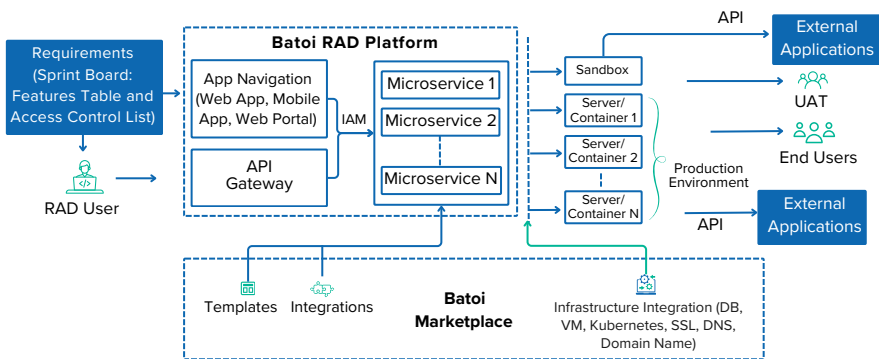 Requirements
(Sprint Board:
Features Table and
Access Control List)
RAD User
Batoi RAD Platform
App Navigation
(Web App, Mobile
App, Web Portal)
API
Gateway
IAM
Microservice 1
Microservice 2
Microservice N
Sandbox
Server/
Container 1
Server/
Container 2
Server/
Container N
Production
Environment
API
External
Applications
UAT
End Users
API
External
Applications
Templates
Integrations
Batoi
Marketplace
Infrastructure Integration (DB,
VM, Kubernetes, SSL, DNS,
Domain Name)